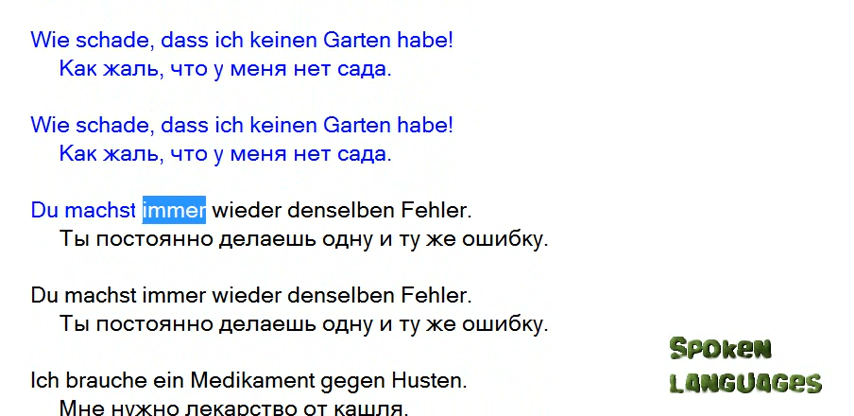 Wie schade, dass ich keinen Garten habe!
Как жаль, что у меня нет сада.
Wie schade, dass ich keinen Garten habe!
Как жаль, что у меня нет сада.
Du machst immer wieder denselben Fehler.
Ты постоянно делаешь одну и ту же ошибку.
Du machst immer wieder denselben Fehler.
Ты постоянно делаешь одну и ту же ошибку.
Ich brauche ein Medikament gegen Husten.
Мне нужно лекарство от кашля.
Spoken
Languages